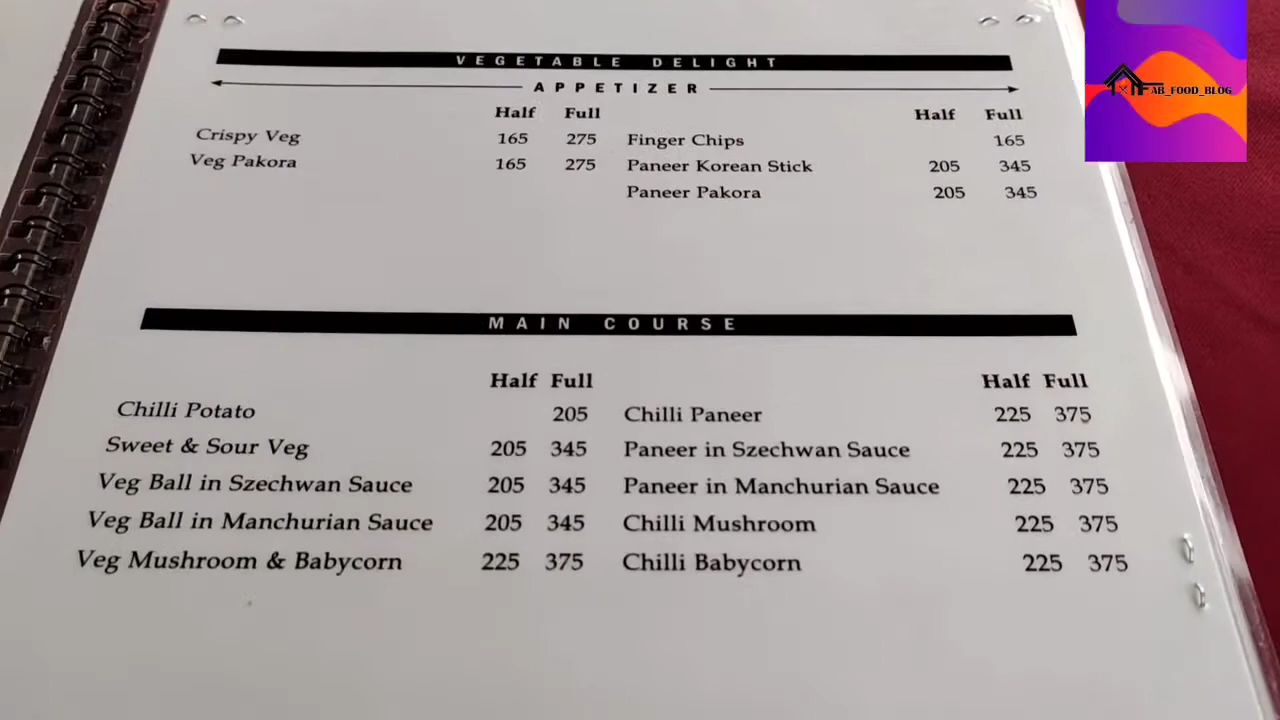 VEGETABLE DELIGHT
APPETIZER
Half Full
Crispy Veg 165 275
Veg Pakora 165 275
Half Full
Finger Chips 165
Paneer Korean Stick 205 345
Paneer Pakora 205 345
MAIN COURSE
Half Full
Chilli Potato 205
Sweet & Sour Veg 205 345
Veg Ball in Szechwan Sauce 205 345
Veg Ball in Manchurian Sauce 205 345
Veg Mushroom & Babycorn 225 375
Half Full
Chilli Paneer 225 375
Paneer in Szechwan Sauce 225 375
Paneer in Manchurian Sauce 225 375
Chilli Mushroom 225 375
Chilli Babycorn 225 375
FAB_FOOD_BLOG